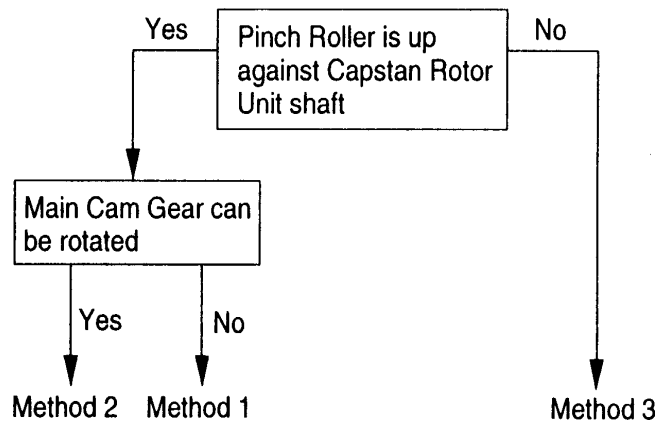 Yes
Pinch Roller is up
against Capstan Rotor
Unit shaft
No
Main Cam Gear can
be rotated
Yes
No
Method 2
Method 1
Method 3